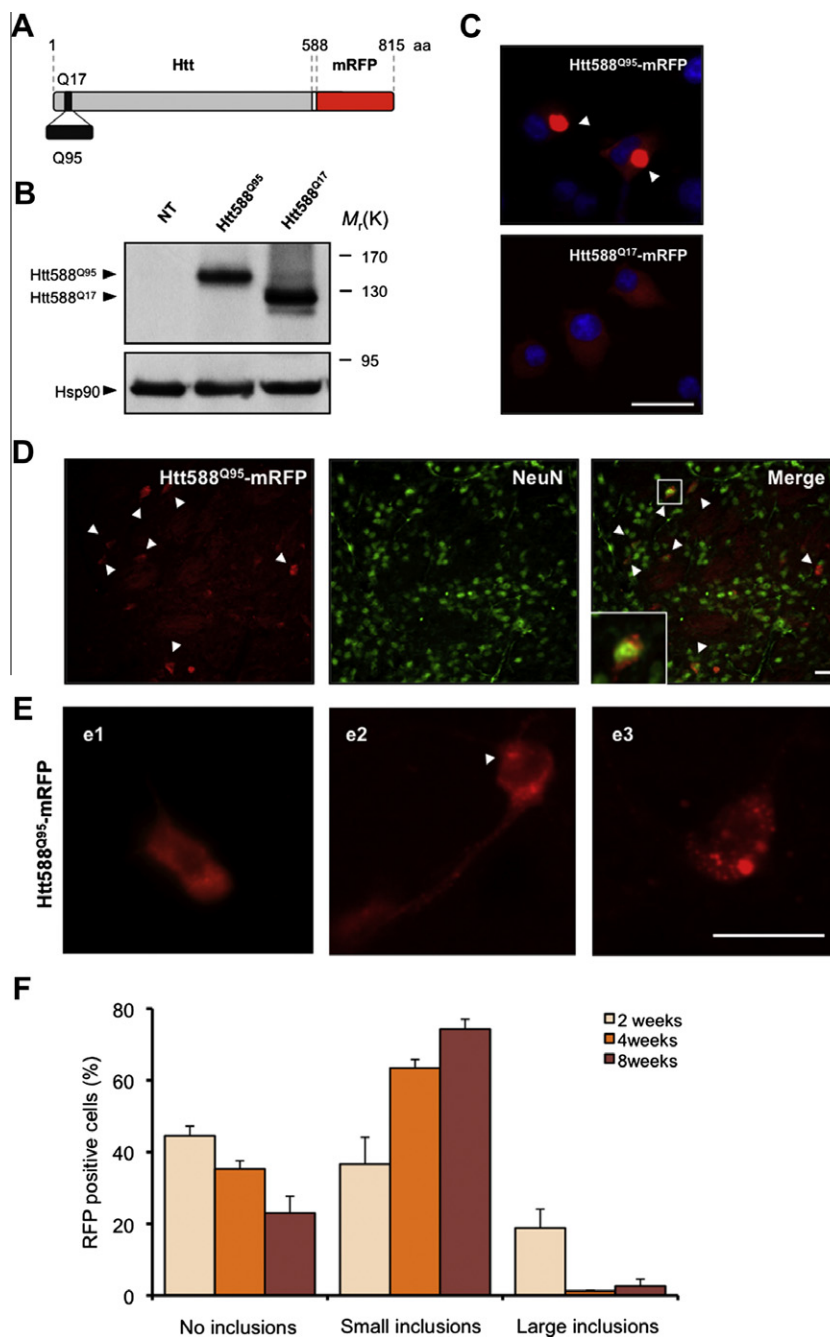 A
1 588 815 aa
Htt mRFP
Q17
Q95
B
NT Htt588Q95 Htt588Q17 Mr(K)
170
Htt588Q95
Htt588Q17
130
95
Hsp90
C
Htt588Q95-mRFP
Htt588Q17-mRFP
D
Htt588Q95-mRFP NeuN Merge
E
Htt588Q95-mRFP
e1 e2 e3
F
RFP positive cells (%)
80
60
40
20
0
2 weeks
4weeks
8weeks
No inclusions Small inclusions Large inclusions